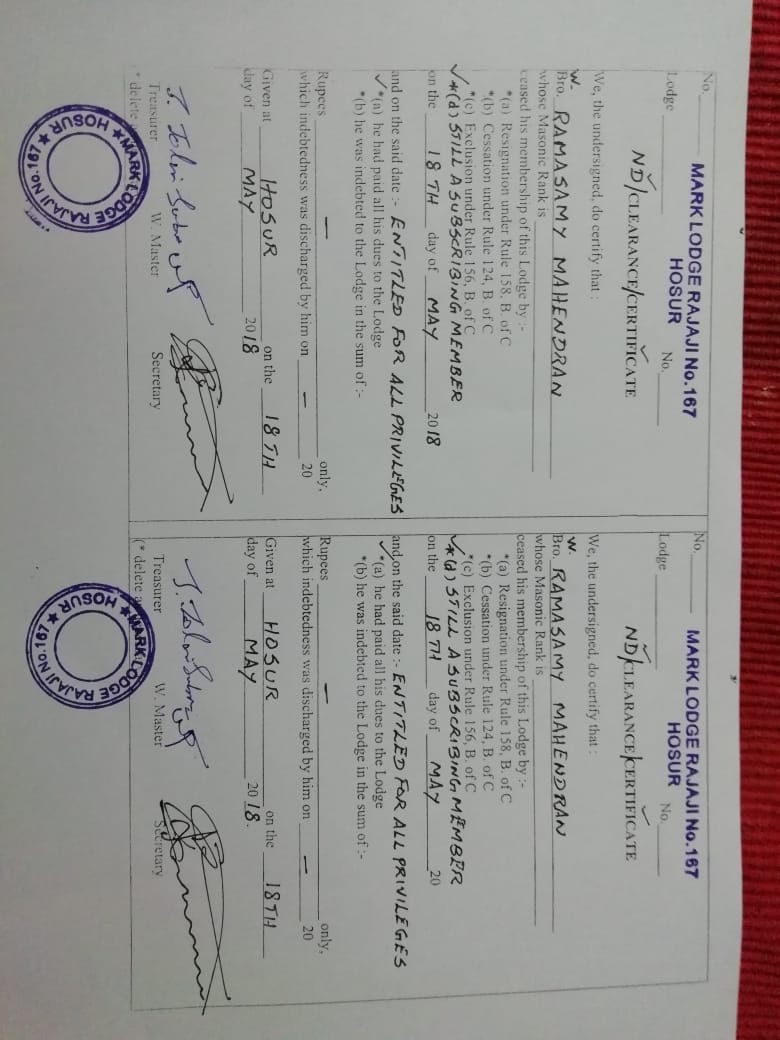 No.
MARK LODGE RAJAJI No.167
HOSUR
Lodge No.
ND/CLEARANCE/CERTIFICATE
We, the undersigned, do certify that :
W.
Bro. RAMASAMY MAHENDRAN
whose Masonic Rank is
ceased his membership of this Lodge by :-
*(a) Resignation under Rule 158, B. of C
*(b) Cessation under Rule 124, B. of C
*(c) Exclusion under Rule 156, B. of C
✓*(d) STILL A SUBSCRIBING MEMBER
on the 18TH day of MAY 2018
and on the said date :- ENTITLED FOR ALL PRIVILEGES
✓*(a) he had paid all his dues to the Lodge
*(b) he was indebted to the Lodge in the sum of :-
Rupees — only,
which indebtedness was discharged by him on — 20
Given at HOSUR on the 18TH
day of MAY 2018
Treasurer W. Master Secretary
(* delete
★ MARK LODGE RAJAJI No.167 ★ HOSUR
No.
MARK LODGE RAJAJI No.167
HOSUR
Lodge No.
ND/CLEARANCE/CERTIFICATE
We, the undersigned, do certify that :
W.
Bro. RAMASAMY MAHENDRAN
whose Masonic Rank is
ceased his membership of this Lodge by :-
*(a) Resignation under Rule 158, B. of C
*(b) Cessation under Rule 124, B. of C
*(c) Exclusion under Rule 156, B. of C
✓*(d) STILL A SUBSCRIBING MEMBER
on the 18TH day of MAY 20
and on the said date :- ENTITLED FOR ALL PRIVILEGES
✓*(a) he had paid all his dues to the Lodge
*(b) he was indebted to the Lodge in the sum of :-
Rupees — only,
which indebtedness was discharged by him on — 20
Given at HOSUR on the 18TH
day of MAY 2018.
Treasurer W. Master Secretary
(* delete
★ MARK LODGE RAJAJI No.167 ★ HOSUR